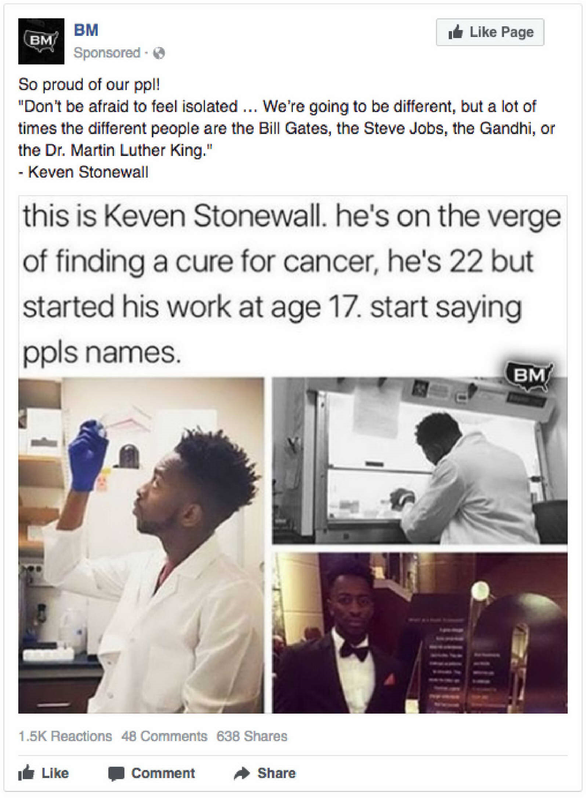 BM
BM
Like Page
Sponsored ·
So proud of our ppl!
"Don't be afraid to feel isolated ... We're going to be different, but a lot of
times the different people are the Bill Gates, the Steve Jobs, the Gandhi, or
the Dr. Martin Luther King."
- Keven Stonewall
this is Keven Stonewall. he's on the verge
of finding a cure for cancer, he's 22 but
started his work at age 17. start saying
ppls names.
BM
1.5K Reactions 48 Comments 638 Shares
Like Comment Share